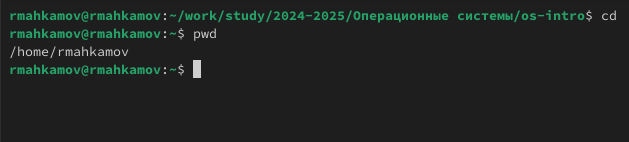 rmahkamov@rmahkamov:~/work/study/2024-2025/Операционные системы/os-intro$ cd
rmahkamov@rmahkamov:~$ pwd
/home/rmahkamov
rmahkamov@rmahkamov:~$